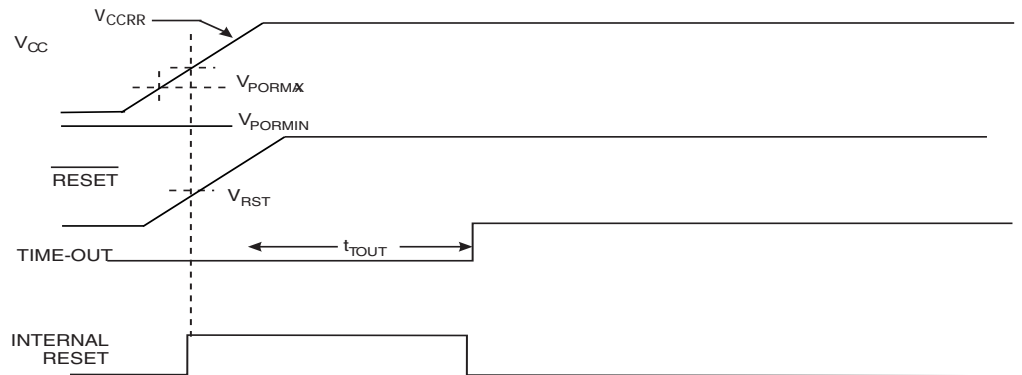 VCCRR
VCC
VPORMAX
VPORMIN
RESET
VRST
TIME-OUT
tTOUT
INTERNAL
RESET